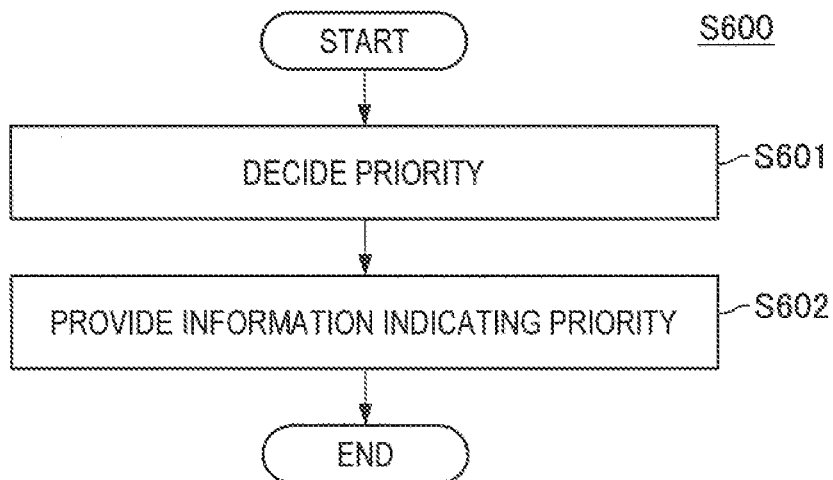 START
S600
DECIDE PRIORITY
S601
PROVIDE INFORMATION INDICATING PRIORITY
S602
END